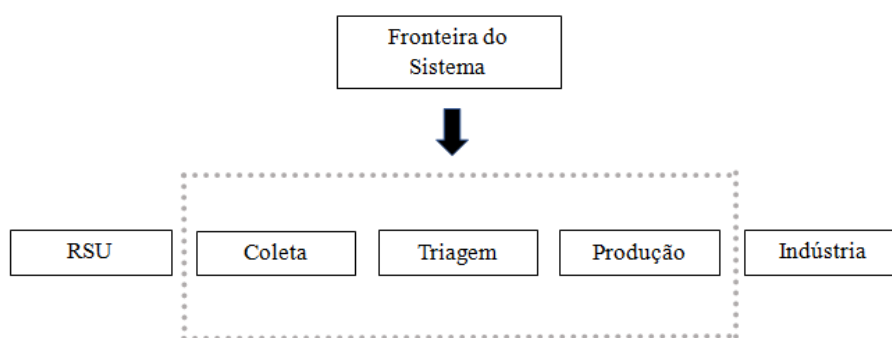 Fronteira do
Sistema
RSU
Coleta
Triagem
Produção
Indústria